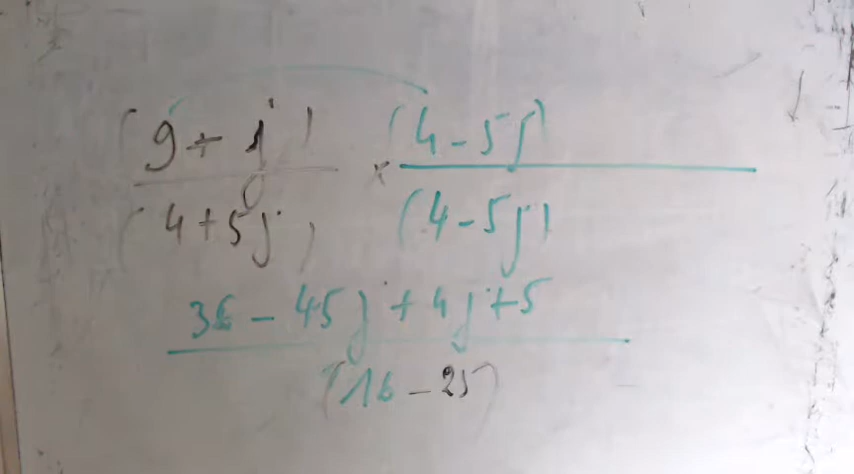 (9 + j) (4 - 5j)
×
(4 + 5j) (4 - 5j)
36 - 45j + 4j + 5
(16 - 25)